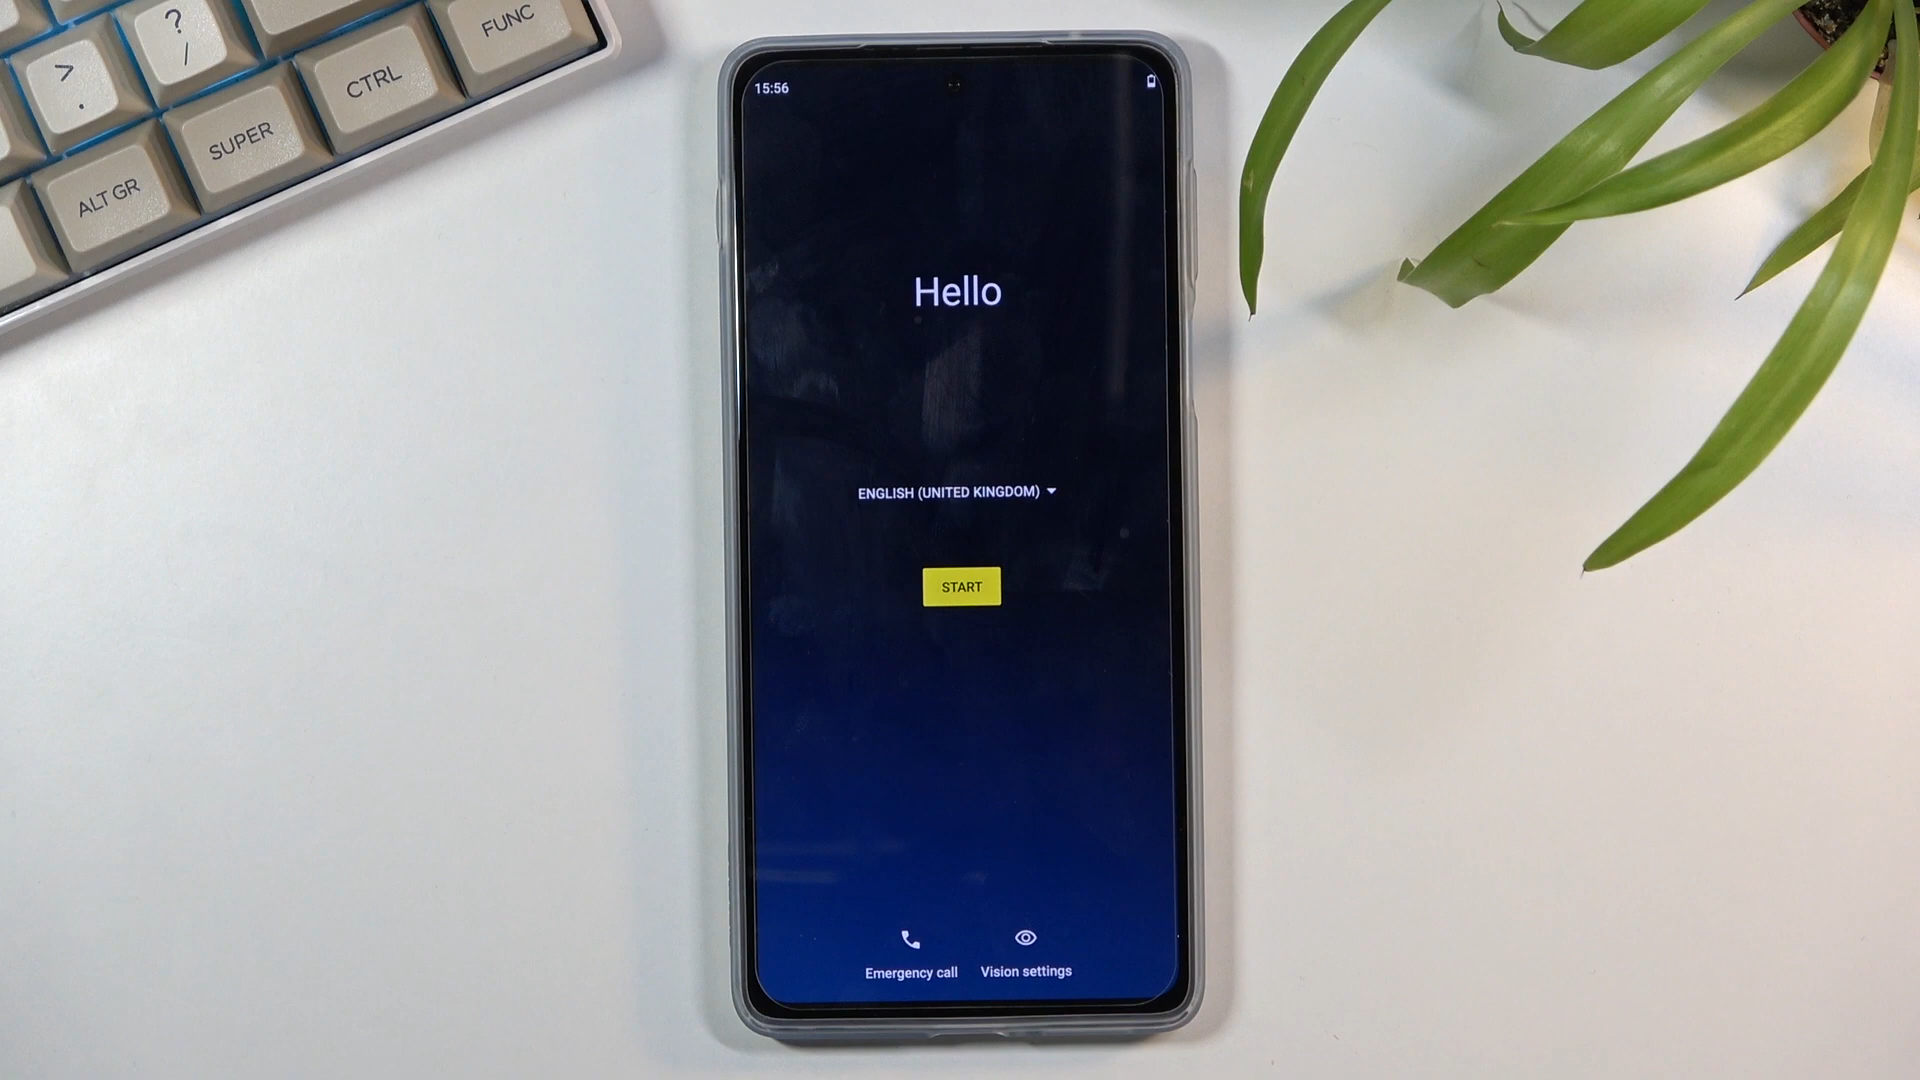 ?
/
>
.
FUNC
CTRL
SUPER
ALT GR
15:56
Hello
ENGLISH (UNITED KINGDOM)
START
Emergency call
Vision settings